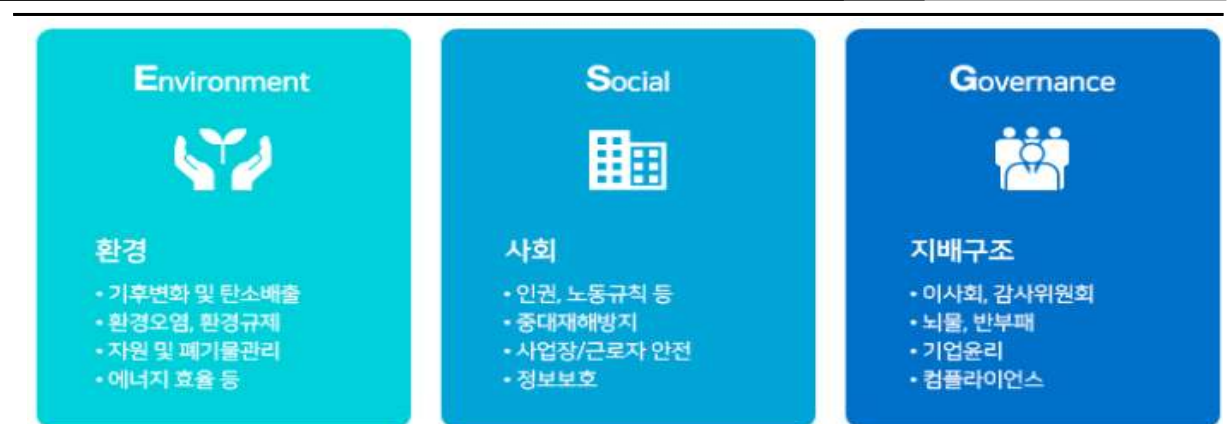 Environment
환경
• 기후변화 및 탄소배출
• 환경오염, 환경규제
• 자원 및 폐기물관리
• 에너지 효율 등
Social
사회
• 인권, 노동규칙 등
• 중대재해방지
• 사업장/근로자 안전
• 정보보호
Governance
지배구조
• 이사회, 감사위원회
• 뇌물, 반부패
• 기업윤리
• 컴플라이언스